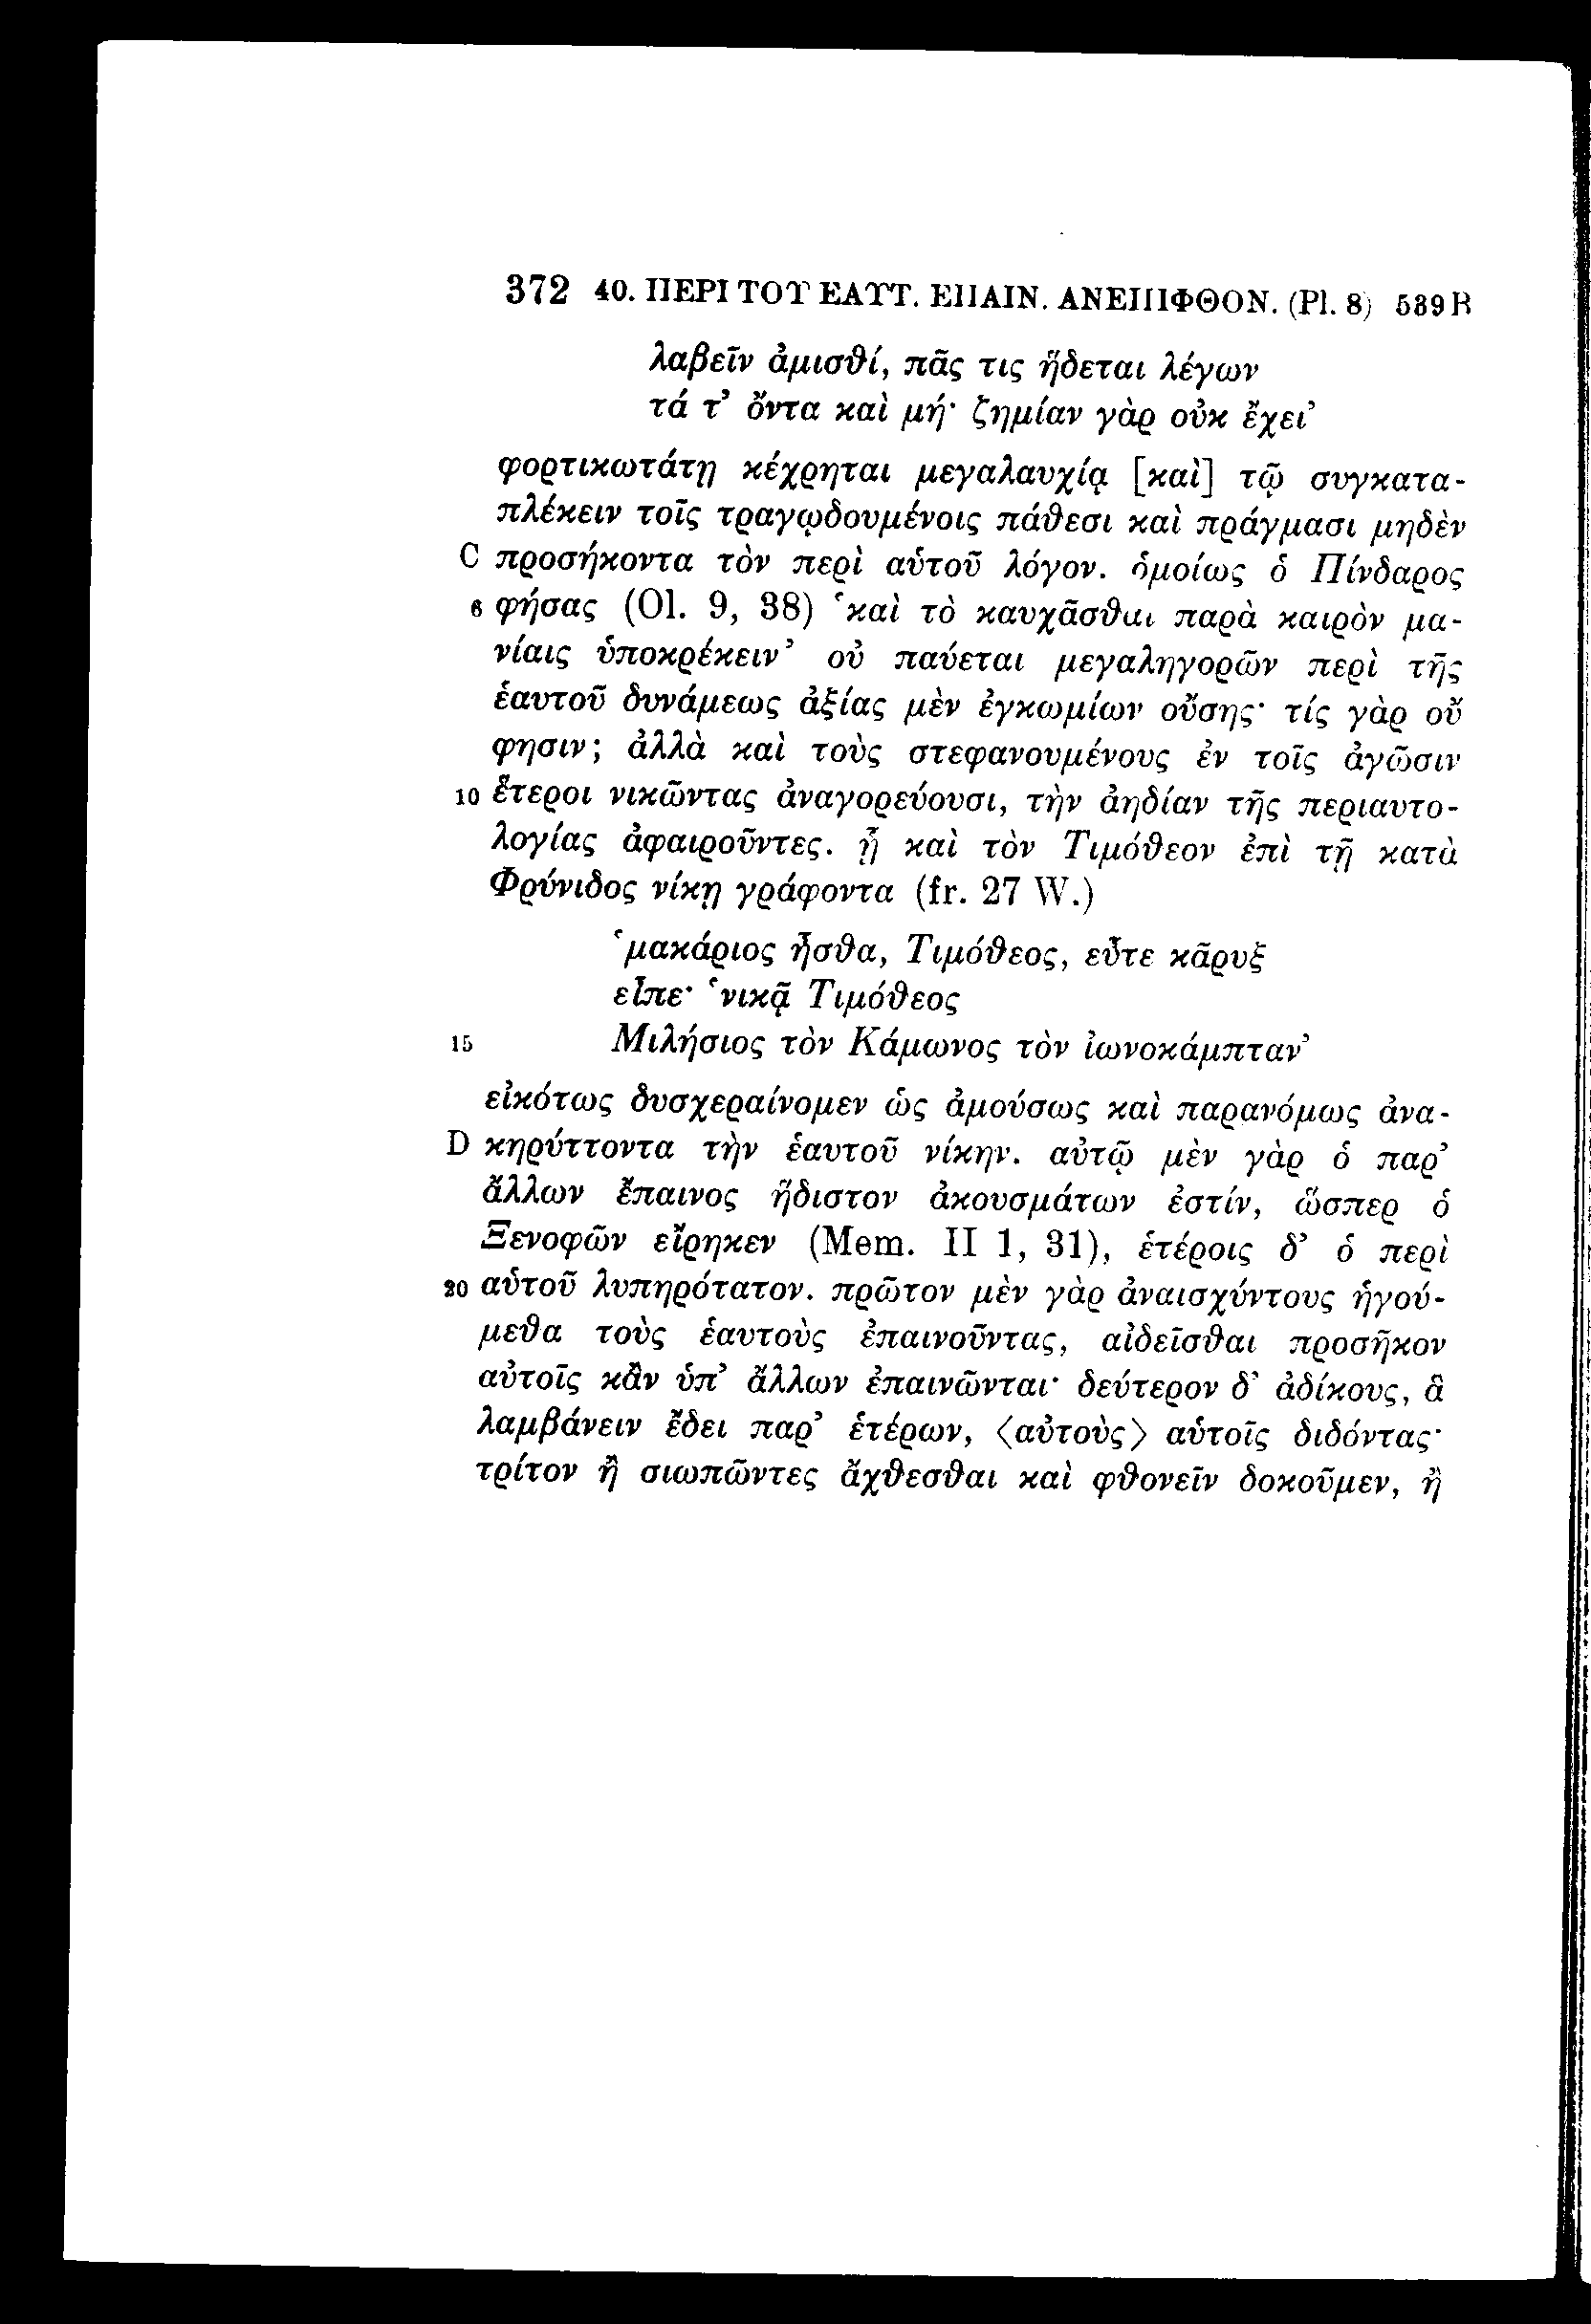 372 40. ΠΕΡΙ ΤΟΥ ΕΑΥΤ. ΕΠΑΙΝ. ΑΝΕΠΙΦΘΟΝ. (Pl. 8) 539 B
λαβεῖν ἀμισθί, πᾶς τις ἥδεται λέγων
τά τ’ ὄντα καὶ μή· ζημίαν γὰρ οὐκ ἔχει’
φορτικωτάτῃ κέχρηται μεγαλαυχίᾳ [καὶ] τῷ συγκατα-
πλέκειν τοῖς τραγῳδουμένοις πάθεσι καὶ πράγμασι μηδὲν
C προσήκοντα τὸν περὶ αὑτοῦ λόγον. ὁμοίως ὁ Πίνδαρος
6 φήσας (Ol. 9, 38) ‘καὶ τὸ καυχᾶσθαι παρὰ καιρὸν μα-
νίαις ὑποκρέκειν’ οὐ παύεται μεγαληγορῶν περὶ τῆς
ἑαυτοῦ δυνάμεως ἀξίας μὲν ἐγκωμίων οὔσης· τίς γὰρ οὔ
φησιν; ἀλλὰ καὶ τοὺς στεφανουμένους ἐν τοῖς ἀγῶσιν
10 ἕτεροι νικῶντας ἀναγορεύουσι, τὴν ἀηδίαν τῆς περιαυτο-
λογίας ἀφαιροῦντες. ᾗ καὶ τὸν Τιμόθεον ἐπὶ τῇ κατὰ
Φρύνιδος νίκῃ γράφοντα (fr. 27 W.)
‘μακάριος ἦσθα, Τιμόθεος, εὖτε κᾶρυξ
εἶπε· ‘νικᾷ Τιμόθεος
15 Μιλήσιος τὸν Κάμωνος τὸν ἰωνοκάμπταν’
εἰκότως δυσχεραίνομεν ὡς ἀμούσως καὶ παρανόμως ἀνα-
D κηρύττοντα τὴν ἑαυτοῦ νίκην. αὐτῷ μὲν γὰρ ὁ παρ’
ἄλλων ἔπαινος ἥδιστον ἀκουσμάτων ἐστίν, ὥσπερ ὁ
Ξενοφῶν εἴρηκεν (Mem. II 1, 31), ἑτέροις δ’ ὁ περὶ
20 αὑτοῦ λυπηρότατον. πρῶτον μὲν γὰρ ἀναισχύντους ἡγού-
μεθα τοὺς ἑαυτοὺς ἐπαινοῦντας, αἰδεῖσθαι προσῆκον
αὐτοῖς κἂν ὑπ’ ἄλλων ἐπαινῶνται· δεύτερον δ’ ἀδίκους, ἃ
λαμβάνειν ἔδει παρ’ ἑτέρων, ⟨αὐτοὺς⟩ αὑτοῖς διδόντας·
τρίτον ἢ σιωπῶντες ἄχθεσθαι καὶ φθονεῖν δοκοῦμεν, ἢ